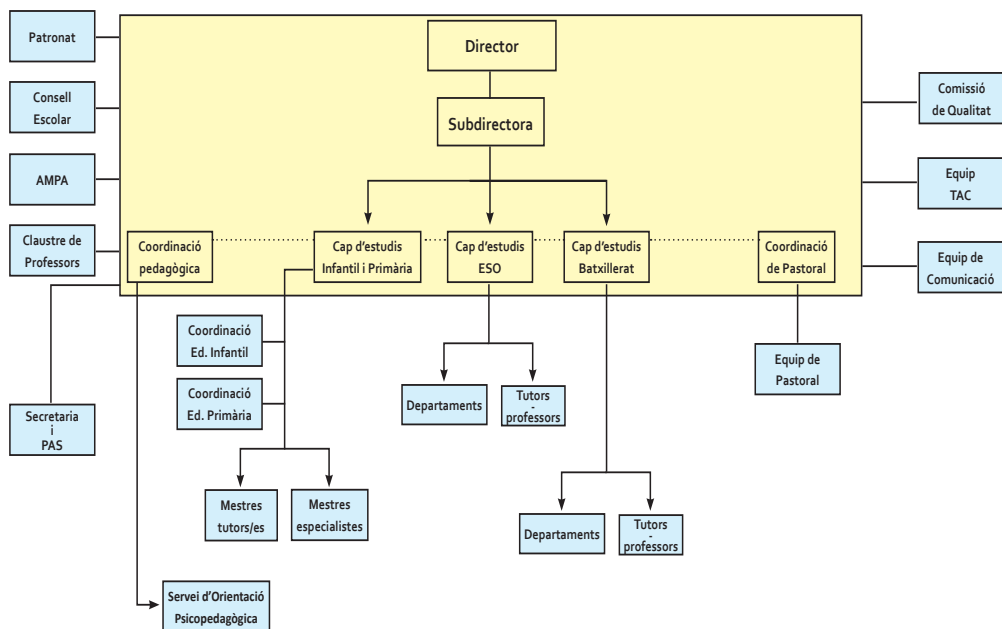 Patronat
Director
Consell
Escolar
Comissió
de Qualitat
Subdirectora
AMPA
Equip
TAC
Claustre de
Professors
Coordinació
pedagògica
Cap d'estudis
Infantil i Primària
Cap d'estudis
ESO
Cap d'estudis
Batxillerat
Coordinació
de Pastoral
Equip de
Comunicació
Coordinació
Ed. Infantil
Equip de
Pastoral
Coordinació
Ed. Primària
Departaments
Tutors
-
professors
Secretaria
i
PAS
Mestres
tutors/es
Mestres
especialistes
Departaments
Tutors
-
professors
Servei d'Orientació
Psicopedagògica